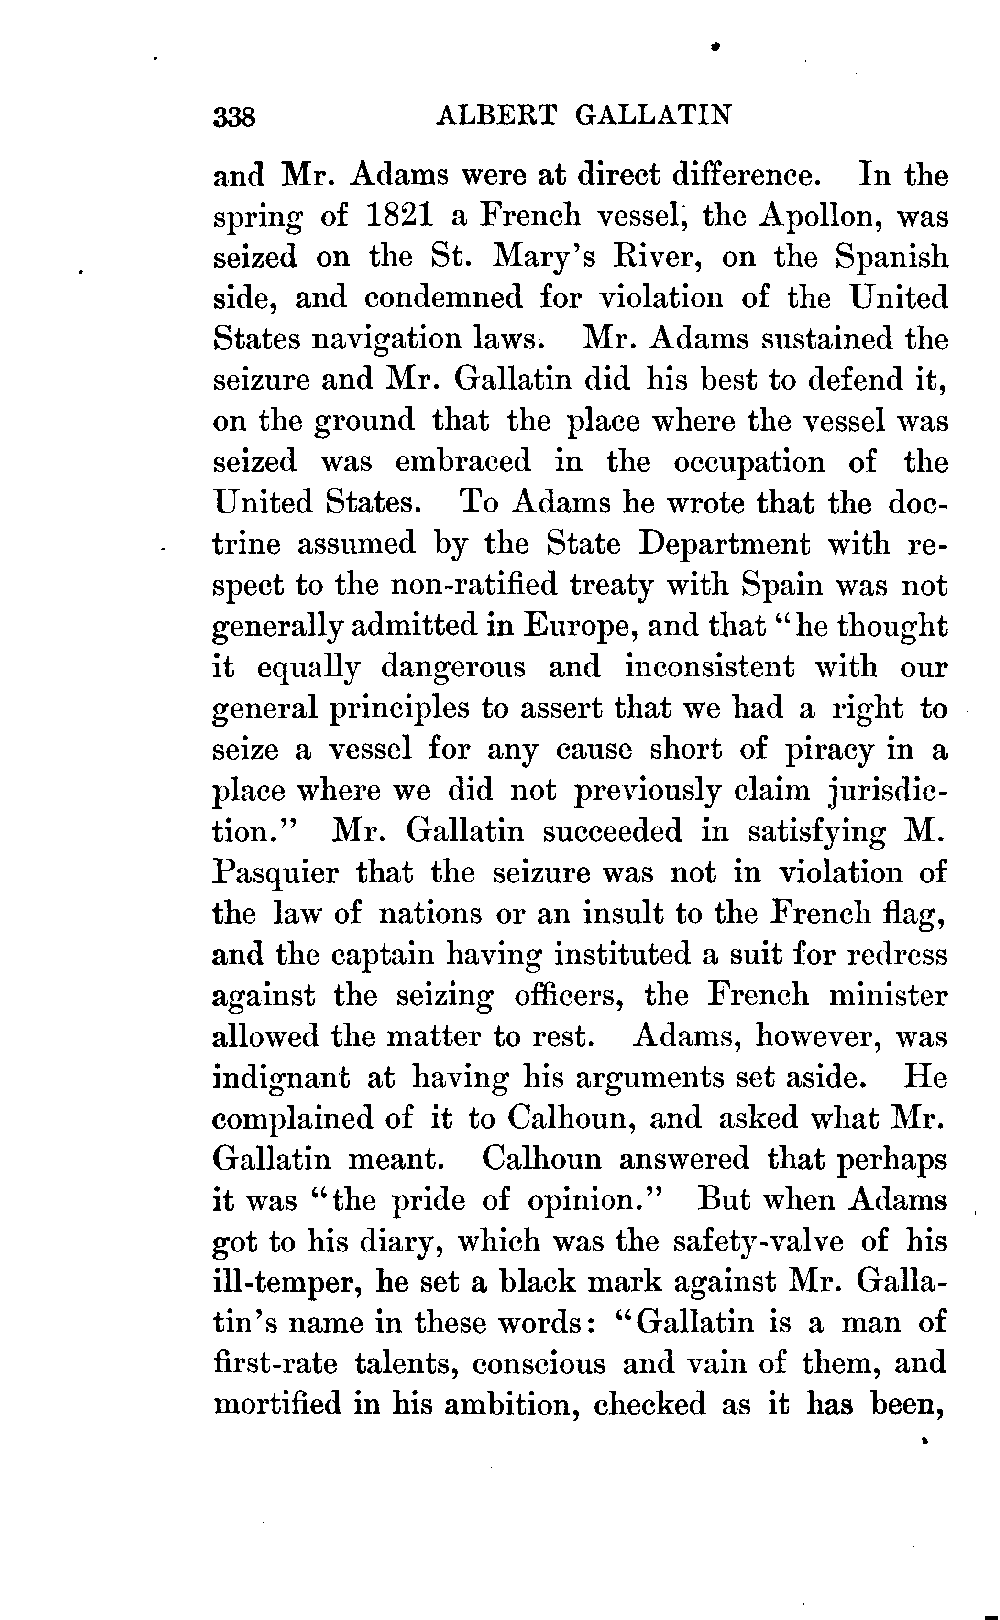 338 ALBERT GALLATIN
and Mr. Adams were at direct difference. In the
spring of 1821 a French vessel, the Apollon, was
seized on the St. Mary's River, on the Spanish
side, and condemned for violation of the United
States navigation laws. Mr. Adams sustained the
seizure and Mr. Gallatin did his best to defend it,
on the ground that the place where the vessel was
seized was embraced in the occupation of the
United States. To Adams he wrote that the doc-
trine assumed by the State Department with re-
spect to the non-ratified treaty with Spain was not
generally admitted in Europe, and that "he thought
it equally dangerous and inconsistent with our
general principles to assert that we had a right to
seize a vessel for any cause short of piracy in a
place where we did not previously claim jurisdic-
tion." Mr. Gallatin succeeded in satisfying M.
Pasquier that the seizure was not in violation of
the law of nations or an insult to the French flag,
and the captain having instituted a suit for redress
against the seizing officers, the French minister
allowed the matter to rest. Adams, however, was
indignant at having his arguments set aside. He
complained of it to Calhoun, and asked what Mr.
Gallatin meant. Calhoun answered that perhaps
it was "the pride of opinion." But when Adams
got to his diary, which was the safety-valve of his
ill-temper, he set a black mark against Mr. Galla-
tin's name in these words: "Gallatin is a man of
first-rate talents, conscious and vain of them, and
mortified in his ambition, checked as it has been,